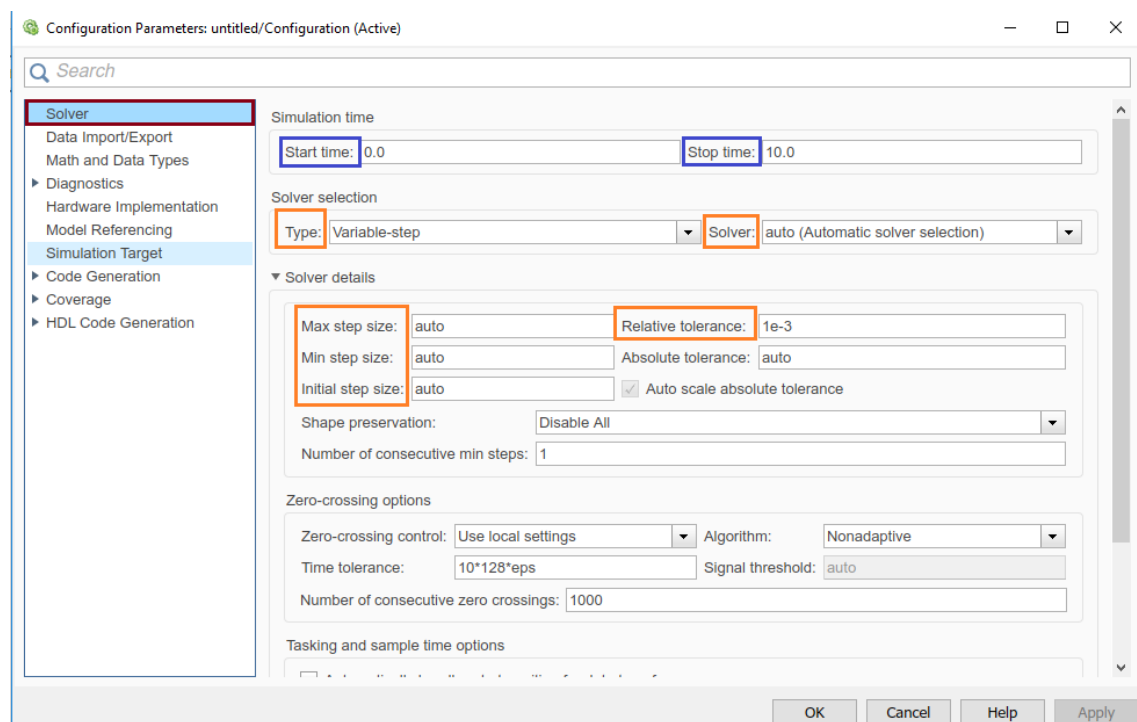 Configuration Parameters: untitled/Configuration (Active)
Search
Solver
Data Import/Export
Math and Data Types
Diagnostics
Hardware Implementation
Model Referencing
Simulation Target
Code Generation
Coverage
HDL Code Generation
Simulation time
Start time: 0.0 Stop time: 10.0
Solver selection
Type: Variable-step Solver: auto (Automatic solver selection)
Solver details
Max step size: auto Relative tolerance: 1e-3
Min step size: auto Absolute tolerance: auto
Initial step size: auto Auto scale absolute tolerance
Shape preservation: Disable All
Number of consecutive min steps: 1
Zero-crossing options
Zero-crossing control: Use local settings Algorithm: Nonadaptive
Time tolerance: 10*128*eps Signal threshold: auto
Number of consecutive zero crossings: 1000
Tasking and sample time options
OK Cancel Help Apply